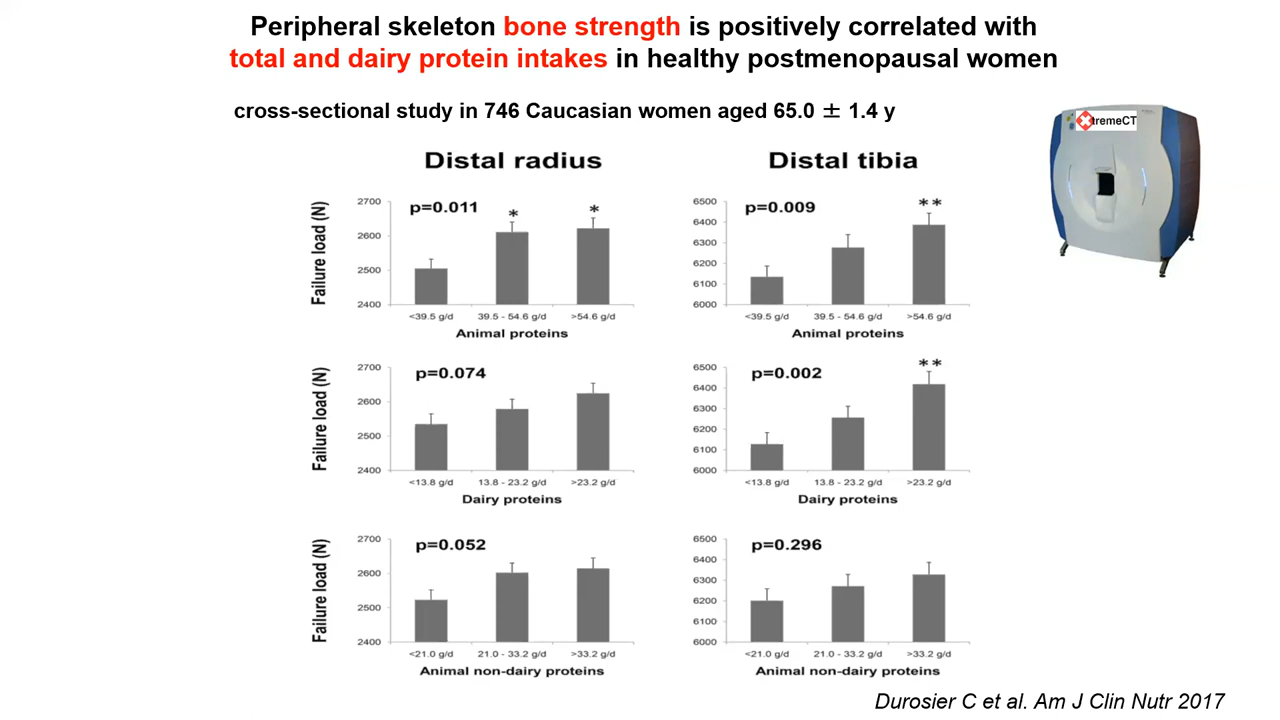 Peripheral skeleton bone strength is positively correlated with
total and dairy protein intakes in healthy postmenopausal women
cross-sectional study in 746 Caucasian women aged 65.0 ± 1.4 y
tremeCT
Distal radius
Distal tibia
Failure load (N)
2700
2600
2500
2400
p=0.011
*
*
<39.5 g/d
39.5 - 54.6 g/d
>54.6 g/d
Animal proteins
6500
6400
6300
6200
6100
6000
p=0.009
**
<39.5 g/d
39.5 - 54.6 g/d
>54.6 g/d
Animal proteins
Failure load (N)
2700
2600
2500
2400
p=0.074
<13.8 g/d
13.8 - 23.2 g/d
>23.2 g/d
Dairy proteins
6500
6400
6300
6200
6100
6000
p=0.002
**
<13.8 g/d
13.8 - 23.2 g/d
>23.2 g/d
Dairy proteins
Failure load (N)
2700
2600
2500
2400
p=0.052
<21.0 g/d
21.0 - 33.2 g/d
>33.2 g/d
Animal non-dairy proteins
6500
6400
6300
6200
6100
6000
p=0.296
<21.0 g/d
21.0 - 33.2 g/d
>33.2 g/d
Animal non-dairy proteins
Durosier C et al. Am J Clin Nutr 2017